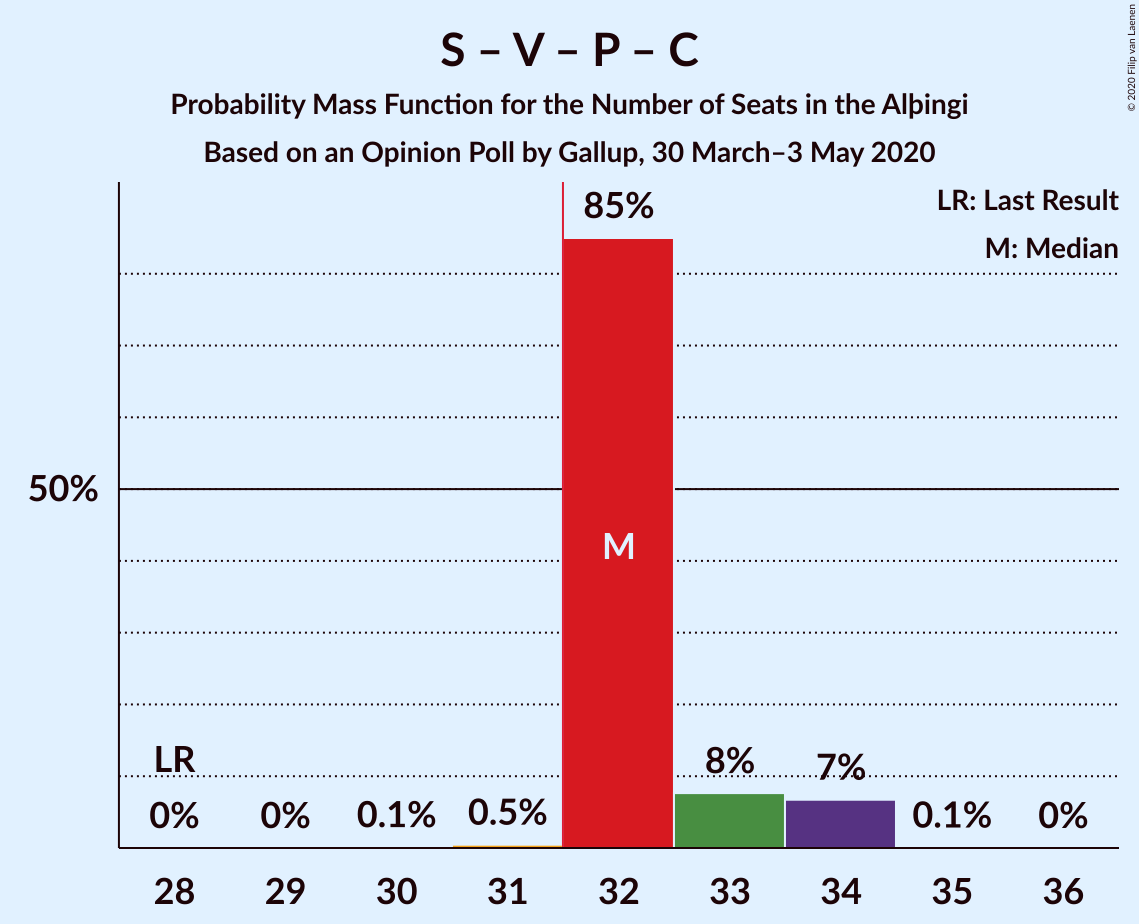 S – V – P – C
Probability Mass Function for the Number of Seats in the Alþingi
Based on an Opinion Poll by Gallup, 30 March–3 May 2020
© 2020 Filip van Laenen
LR: Last Result
M: Median
85%
50%
M
LR
8%
7%
0%
0%
0.1%
0.5%
0.1%
0%
28
29
30
31
32
33
34
35
36